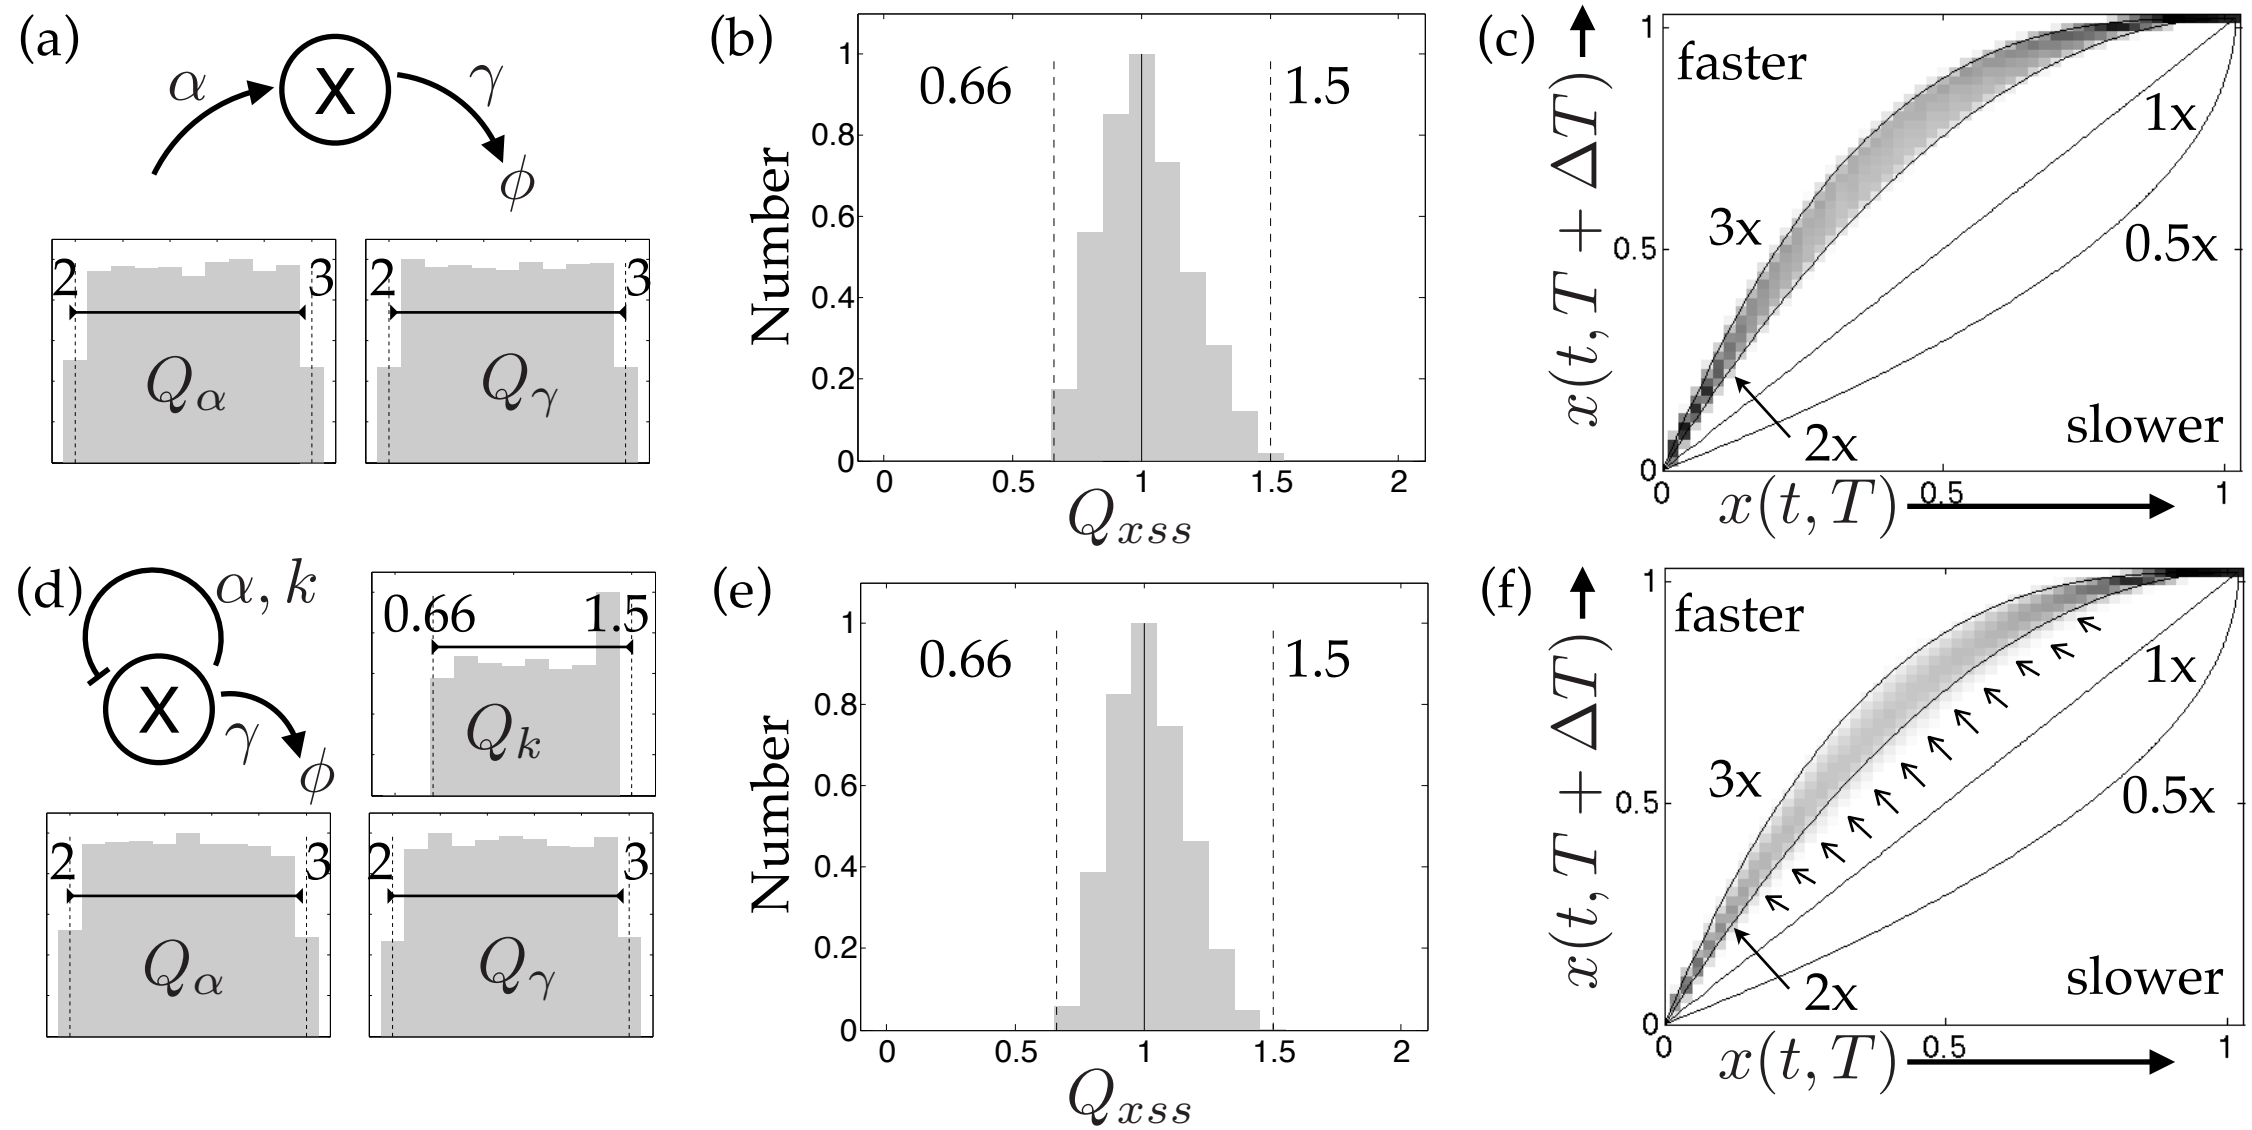 (a)
α
X
γ
ϕ
2
3
Qα
2
3
Qγ
(b)
Number
1
0.8
0.6
0.4
0.2
0
0.66
1.5
0
0.5
1
1.5
2
Qxss
(c)
x(t, T + ΔT)
1
0.5
0
faster
1x
3x
0.5x
2x
slower
0
0.5
1
x(t, T)
(d)
α, k
X
γ
ϕ
0.66
1.5
Qk
2
3
Qα
2
3
Qγ
(e)
Number
1
0.8
0.6
0.4
0.2
0
0.66
1.5
0
0.5
1
1.5
2
Qxss
(f)
x(t, T + ΔT)
1
0.5
0
faster
1x
3x
0.5x
2x
slower
0
0.5
1
x(t, T)